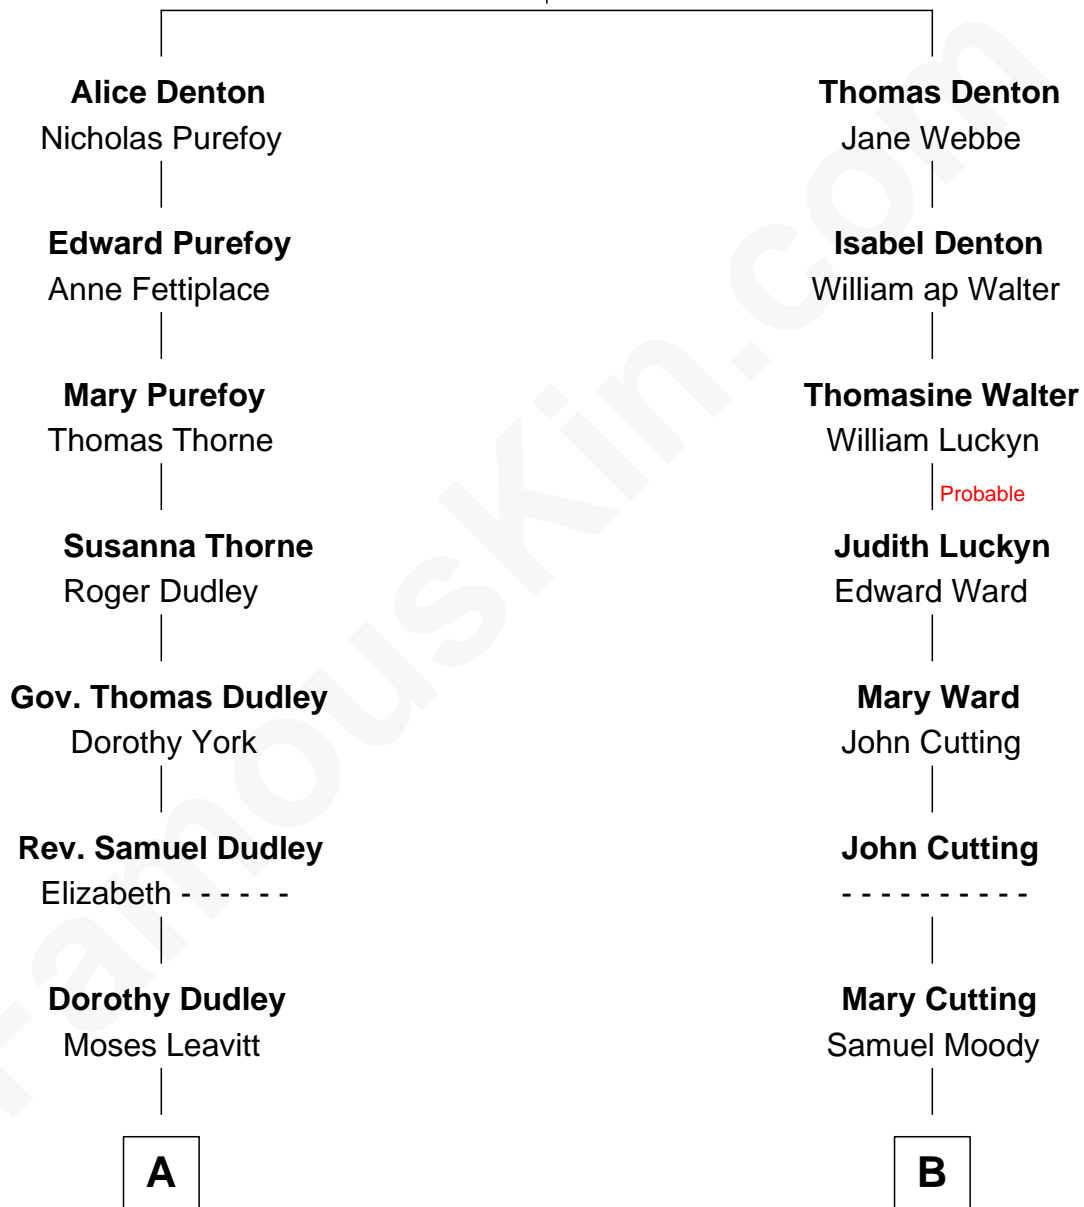 Alice Denton
Nicholas Purefoy
Edward Purefoy
Anne Fettiplace
Mary Purefoy
Thomas Thorne
Susanna Thorne
Roger Dudley
Gov. Thomas Dudley
Dorothy York
Rev. Samuel Dudley
Elizabeth - - - - - -
Dorothy Dudley
Moses Leavitt
A
Thomas Denton
Jane Webbe
Isabel Denton
William ap Walter
Thomasine Walter
William Luckyn
Probable
Judith Luckyn
Edward Ward
Mary Ward
John Cutting
John Cutting
- - - - - - - - - -
Mary Cutting
Samuel Moody
B
FamousKin.com